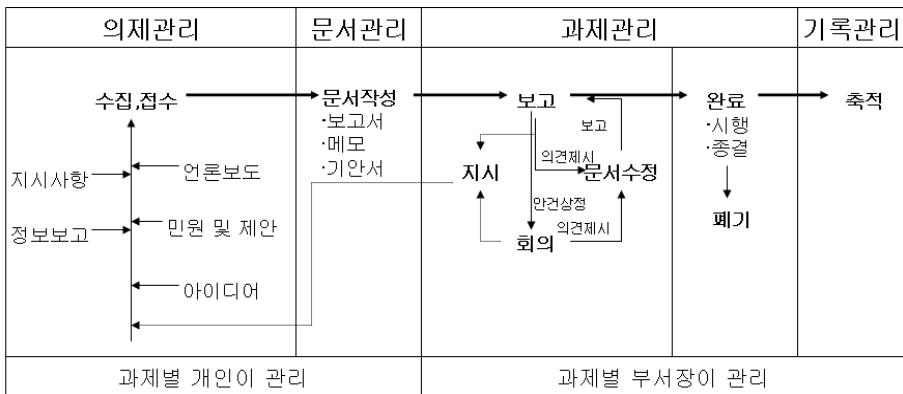 의제관리
문서관리
과제관리
기록관리
수집,접수
문서작성
·보고서
·메모
·기안서
보고
완료
·시행
·종결
축적
보고
언론보도
지시사항
의견제시
지시
문서수정
안건상정
민원 및 제안
정보보고
의견제시
회의
폐기
아이디어
과제별 개인이 관리
과제별 부서장이 관리